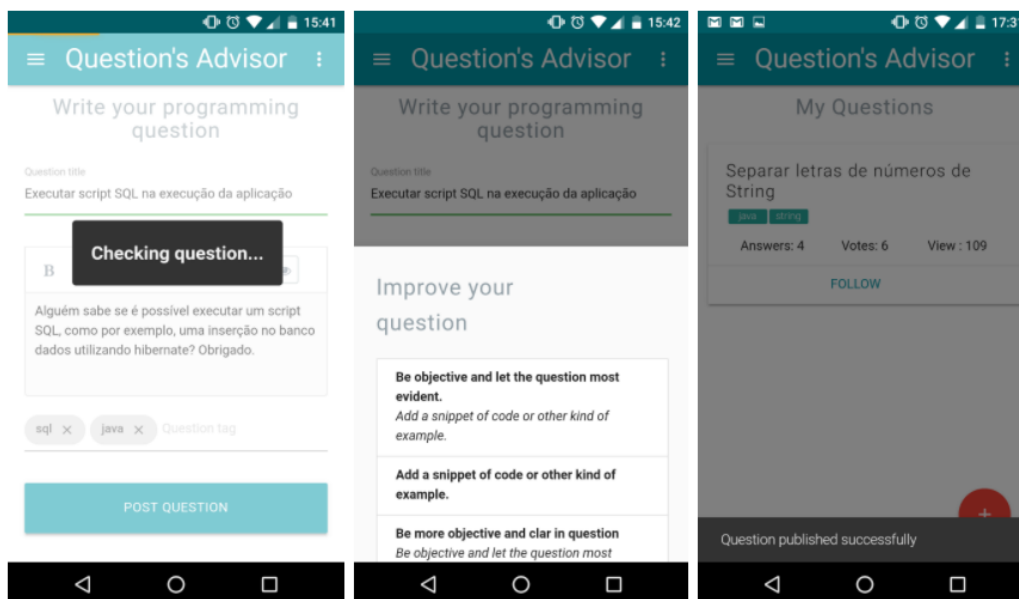 15:41
Question's Advisor
Write your programming
question
Question title
Executar script SQL na execução da aplicação
Checking question...
B
Alguém sabe se é possível executar um script
SQL, como por exemplo, uma inserção no banco
dados utilizando hibernate? Obrigado.
sql
java
Question tag
POST QUESTION
15:42
Question's Advisor
Write your programming
question
Question title
Executar script SQL na execução da aplicação
Improve your
question
Be objective and let the question most
evident.
Add a snippet of code or other kind of
example.
Add a snippet of code or other kind of
example.
Be more objective and clar in question
Be objective and let the question most
Question's Advisor
My Questions
Separar letras de números de
String
java string
Answers: 4 Votes: 6 View : 109
FOLLOW
Question published successfully